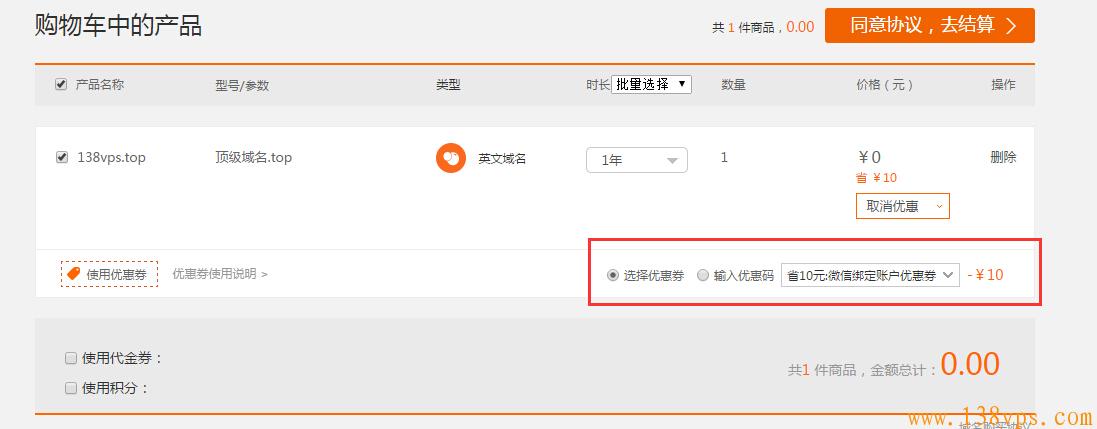 购物车中的产品
共 1 件商品，0.00
同意协议，去结算
产品名称 型号/参数 类型 时长 批量选择 数量 价格（元） 操作
138vps.top 顶级域名.top 英文域名 1年 1 ￥0 删除
省 ￥10
取消优惠
使用优惠券 优惠券使用说明 >
选择优惠券 输入优惠码 省10元:微信绑定账户优惠券 -￥10
使用代金券：
使用积分：
共1 件商品，金额总计：0.00
www.138vps.com
域名购买协议